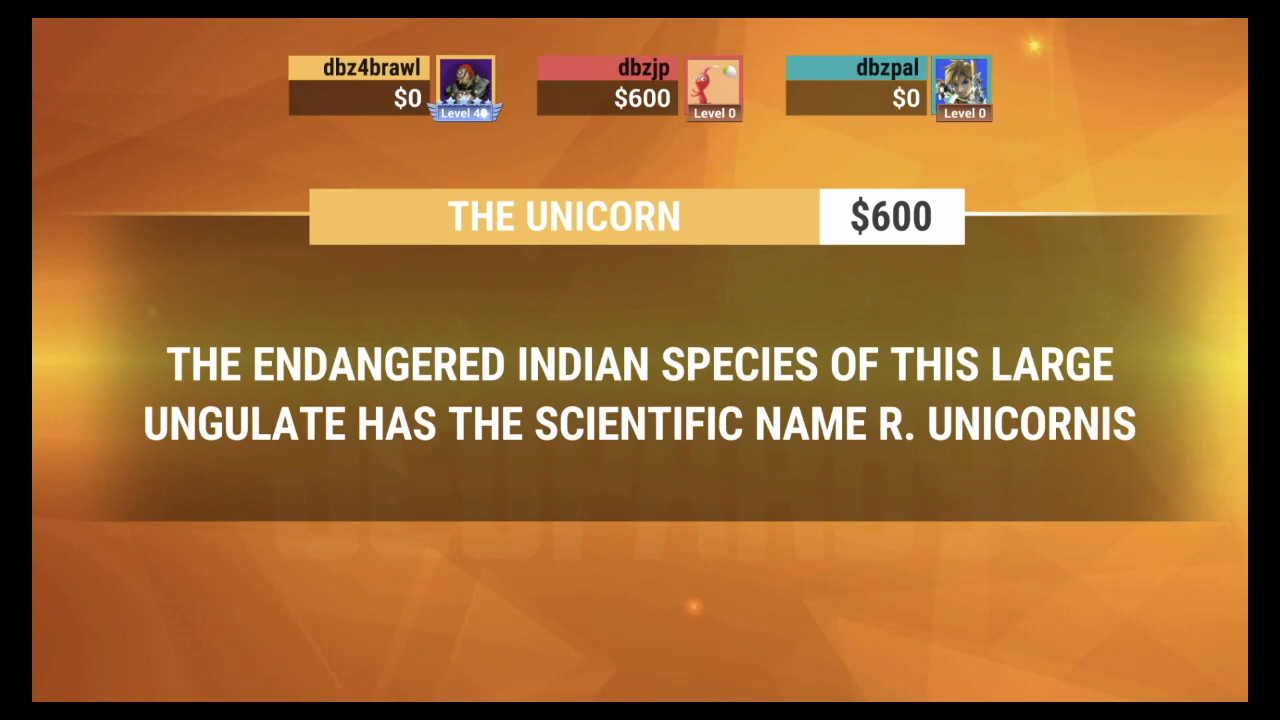 dbz4brawl
$0
Level 40
dbzjp
$600
Level 0
dbzpal
$0
Level 0
THE UNICORN
$600
THE ENDANGERED INDIAN SPECIES OF THIS LARGE
UNGULATE HAS THE SCIENTIFIC NAME R. UNICORNIS
JEOPARDY!